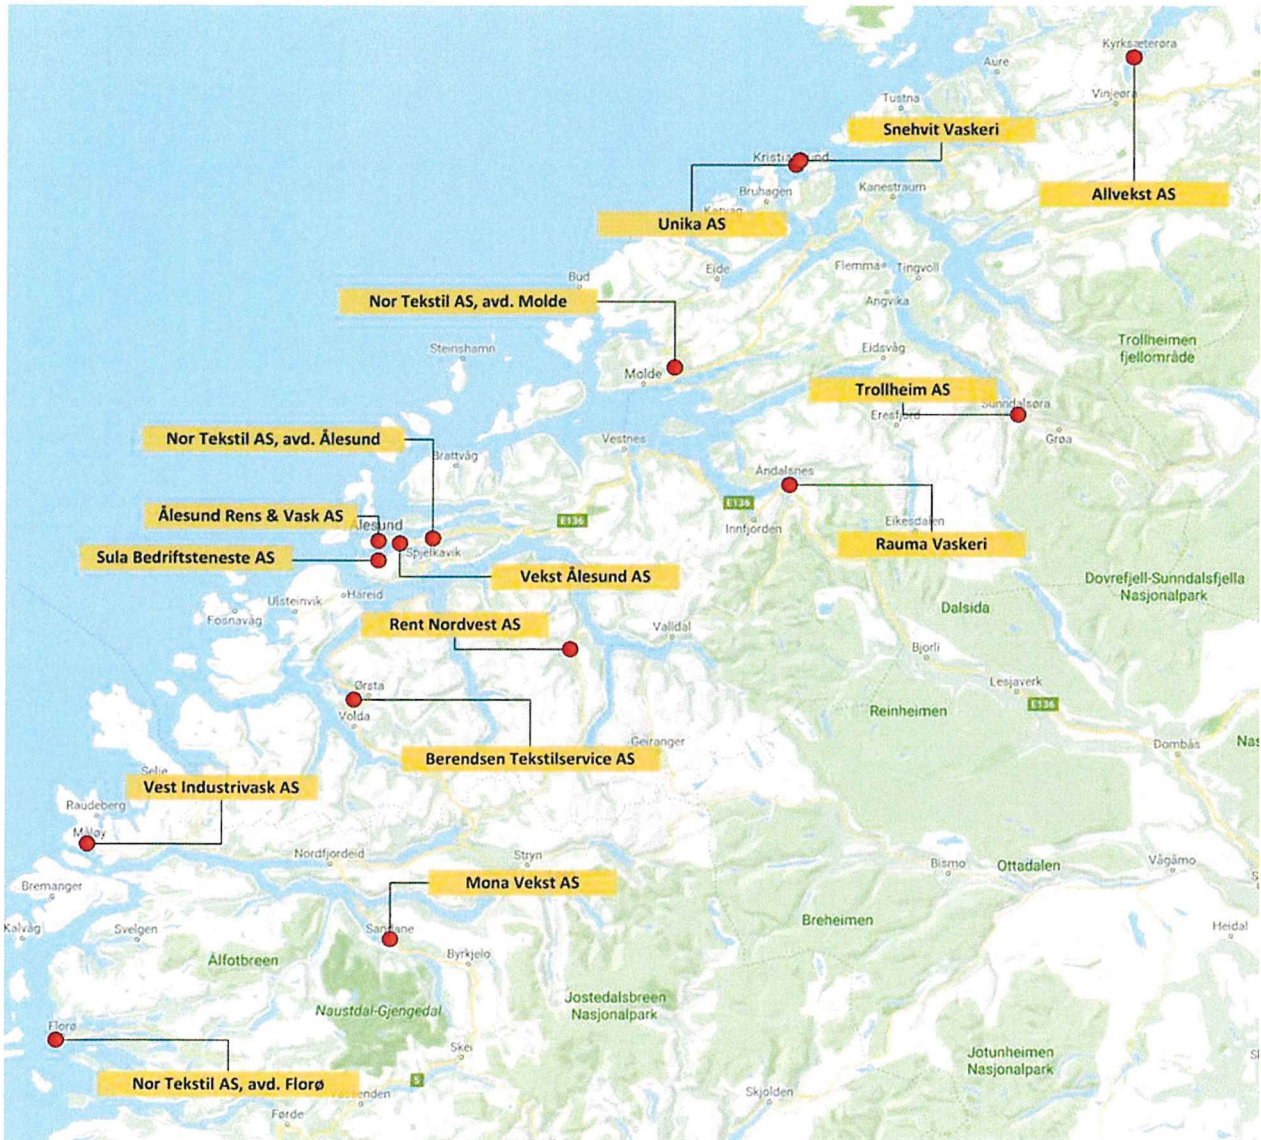 Kyrksæterøra
Aure
Vinjeøra
Tustna
Snehvit Vaskeri
Kristiansund
Bruhagen
Kanestraum
Allvekst AS
Unika AS
Flemma
Tingvoll
Eide
Bud
Angvika
Nor Tekstil AS, avd. Molde
Trollheimen
fjellområde
Steinshamn
Eidsvåg
Molde
Trollheim AS
Sunndalsøra
Eresfjord
Grøa
Nor Tekstil AS, avd. Ålesund
Vestnes
Brattvåg
Åndalsnes
E136
Ålesund Rens & Vask AS
Ålesund
E136
Innfjorden
Eikesdalen
Rauma Vaskeri
Spjelkavik
Sula Bedriftsteneste AS
Vekst Ålesund AS
Dovrefjell-Sunndalsfjella
Nasjonalpark
Hareid
Ulsteinvik
Fosnavåg
Dalsida
Rent Nordvest AS
Valldal
Bjorli
Lesjaverk
E136
Ørsta
Volda
Reinheimen
Geiranger
Dombås
Nas
Berendsen Tekstilservice AS
Selje
Vest Industrivask AS
Raudeberg
Måløy
Nordfjordeid
Stryn
Bismo
Ottadalen
Vågåmo
Bremanger
Mona Vekst AS
Breheimen
Kalvåg
Svelgen
Sandane
Byrkjelo
Heidal
Ålfotbreen
Naustdal-Gjengedal
Jostedalsbreen
Nasjonalpark
Florø
Skei
Jotunheimen
Nasjonalpark
5
Nor Tekstil AS, avd. Florø
Skjolden
Førde